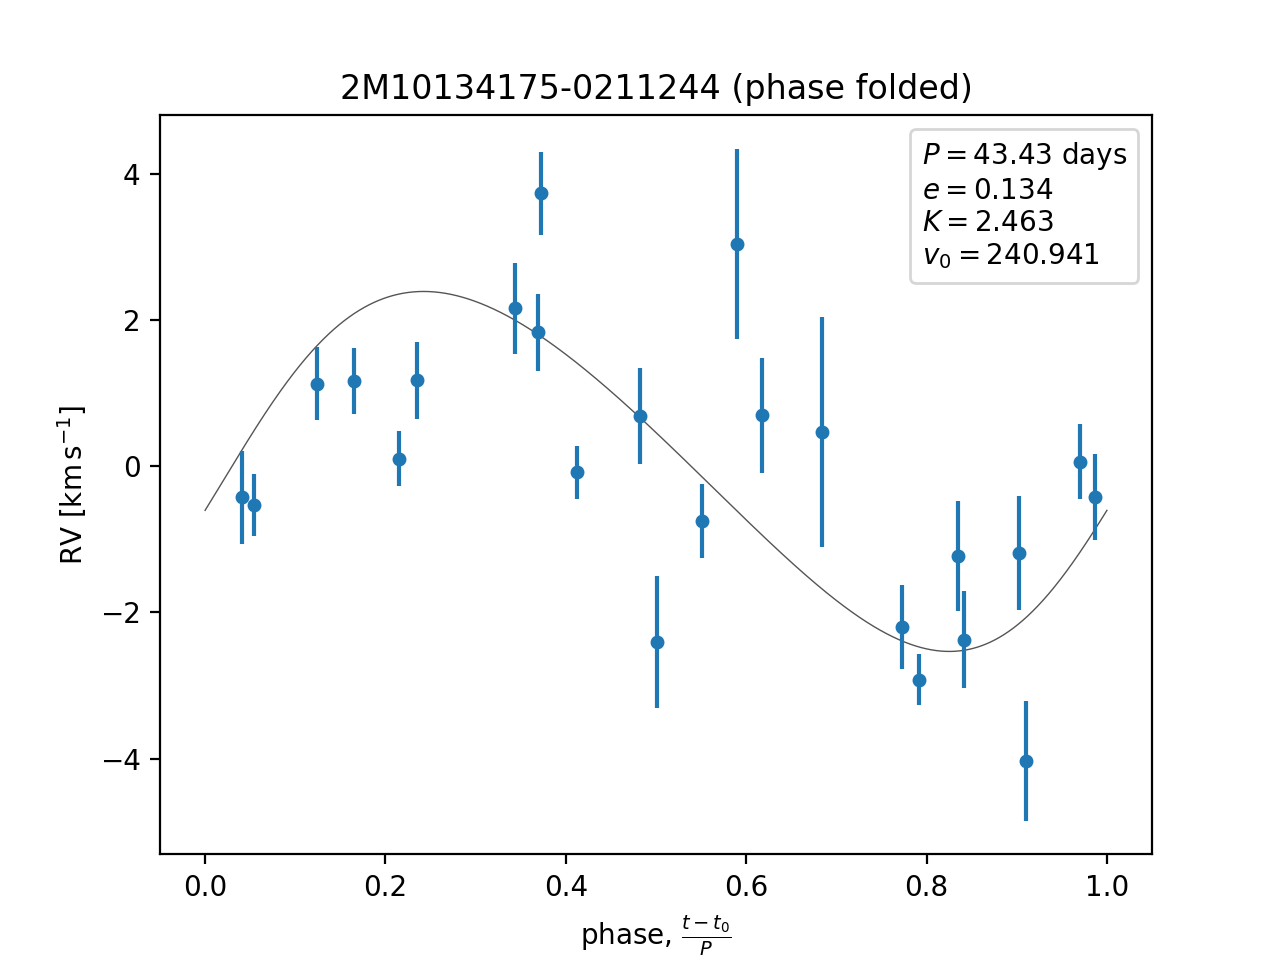 2M10134175-0211244 (phase folded)
P = 43.43 days
e = 0.134
K = 2.463
v₀ = 240.941
4
2
0
−2
−4
RV [km s⁻¹]
0.0 0.2 0.4 0.6 0.8 1.0
phase, (t − t₀)/P